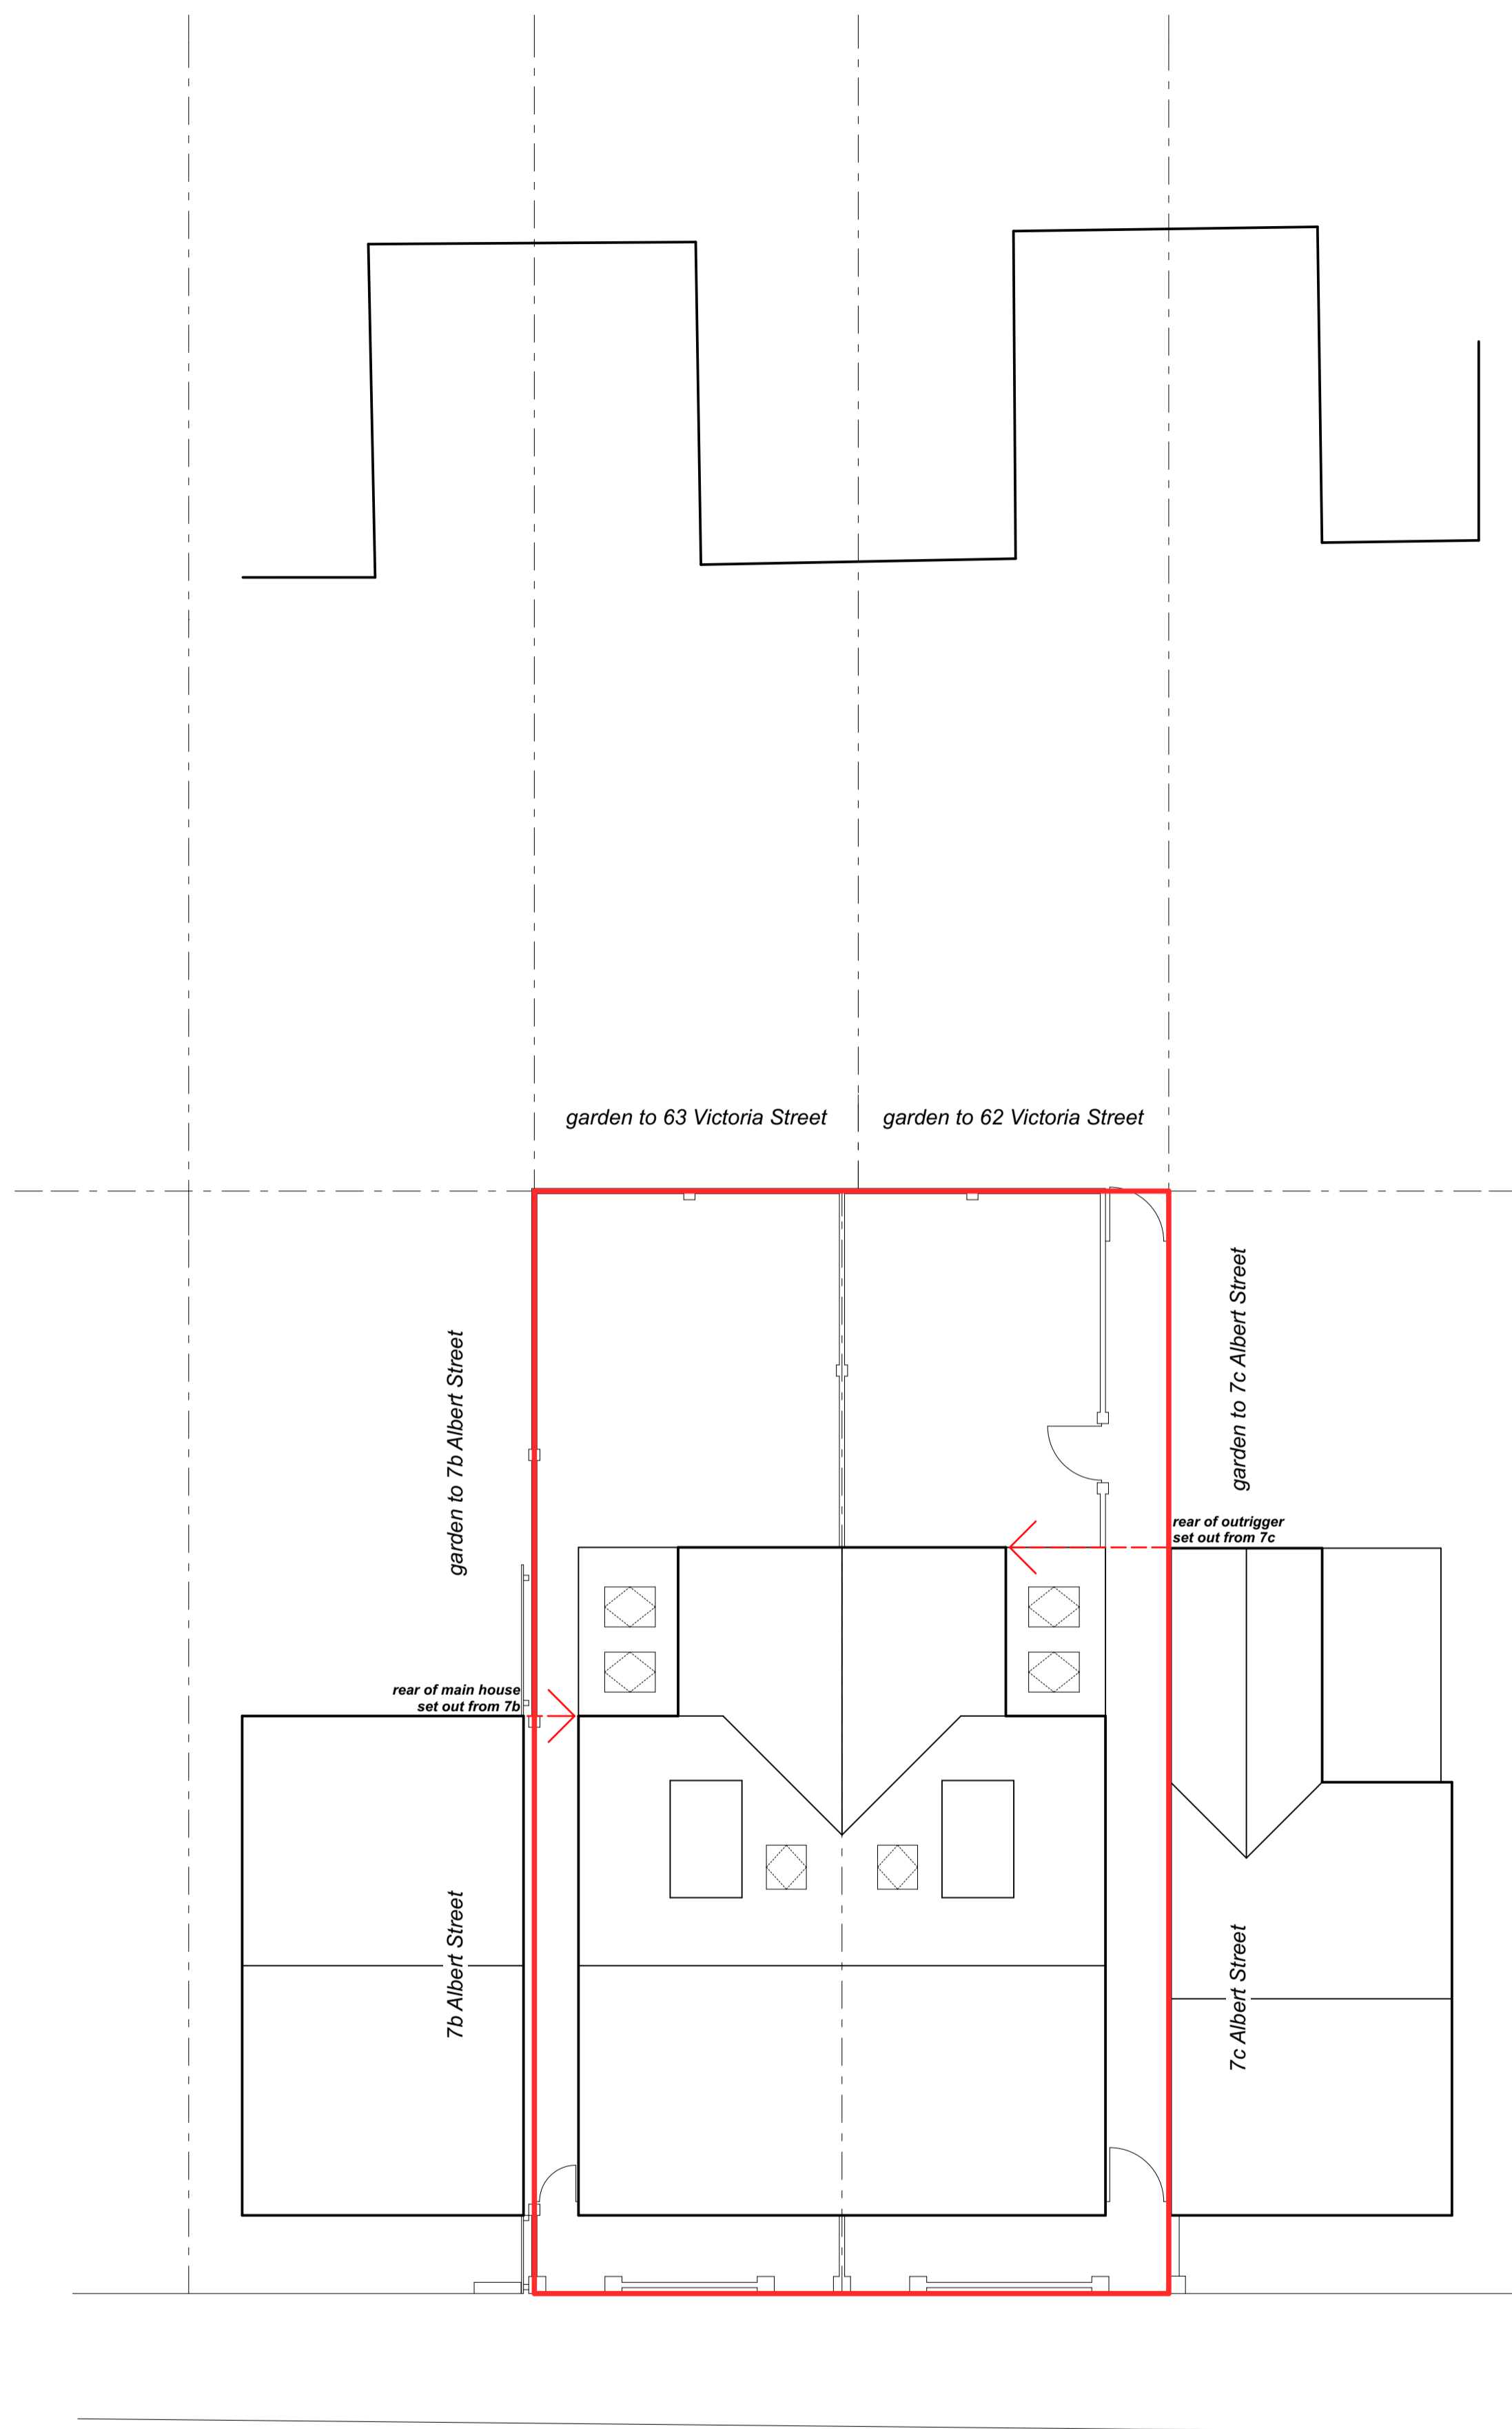 garden to 63 Victoria Street
garden to 62 Victoria Street
garden to 7b Albert Street
garden to 7c Albert Street
rear of outrigger
set out from 7c
rear of main house
set out from 7b
7b Albert Street
7c Albert Street